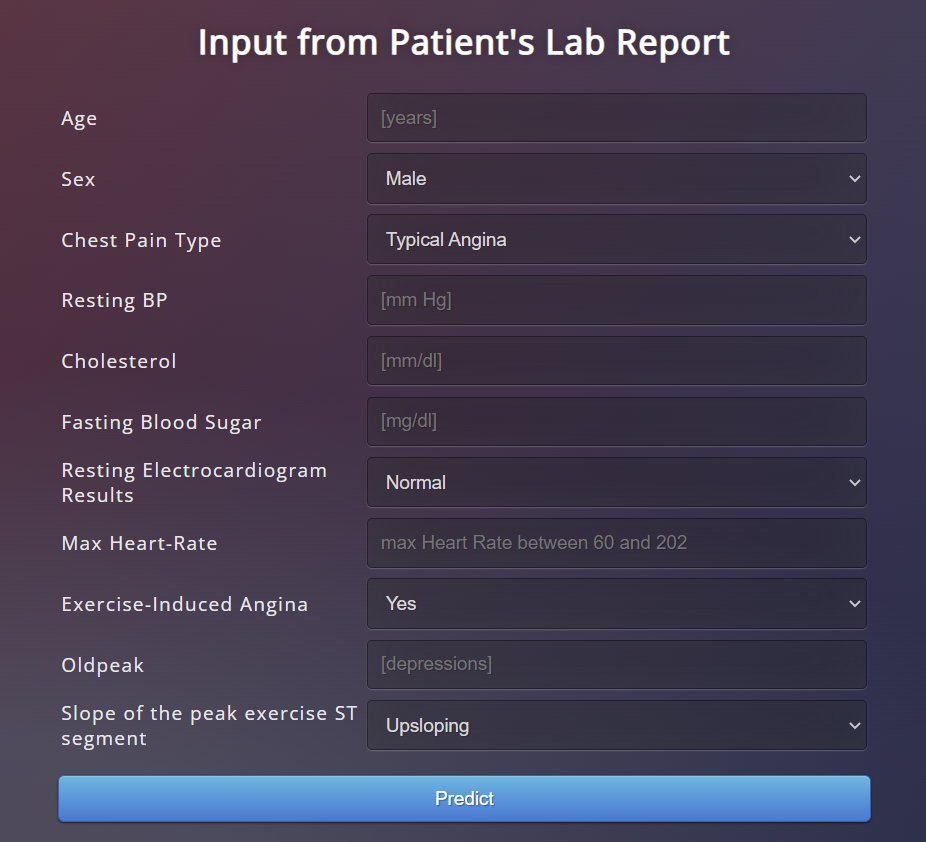 Input from Patient's Lab Report
Age
[years]
Sex
Male
Chest Pain Type
Typical Angina
Resting BP
[mm Hg]
Cholesterol
[mm/dl]
Fasting Blood Sugar
[mg/dl]
Resting Electrocardiogram
Results
Normal
Max Heart-Rate
max Heart Rate between 60 and 202
Exercise-Induced Angina
Yes
Oldpeak
[depressions]
Slope of the peak exercise ST
segment
Upsloping
Predict